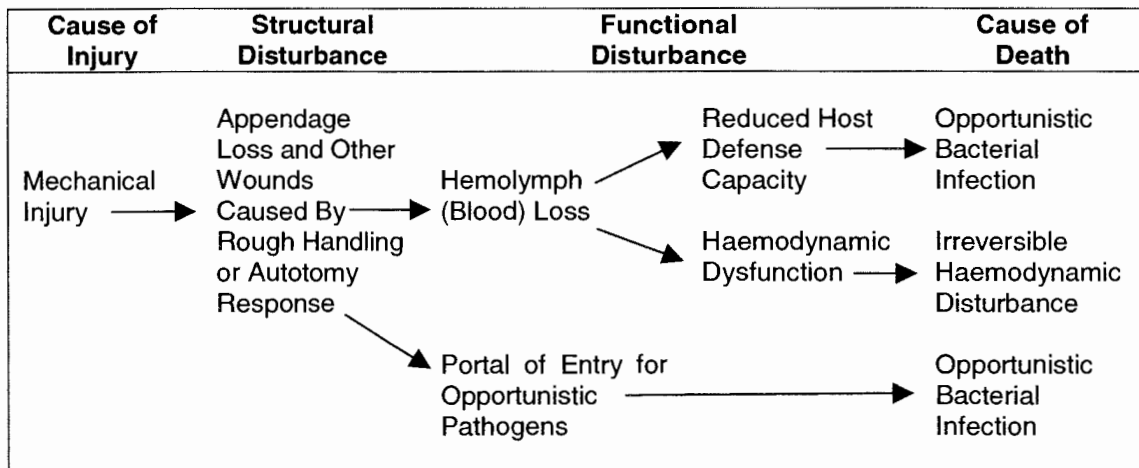 Cause of Injury
Structural Disturbance
Functional Disturbance
Cause of Death
Mechanical
Injury
Appendage
Loss and Other
Wounds
Caused By
Rough Handling
or Autotomy
Response
Hemolymph
(Blood) Loss
Reduced Host
Defense
Capacity
Opportunistic
Bacterial
Infection
Haemodynamic
Dysfunction
Irreversible
Haemodynamic
Disturbance
Portal of Entry for
Opportunistic
Pathogens
Opportunistic
Bacterial
Infection